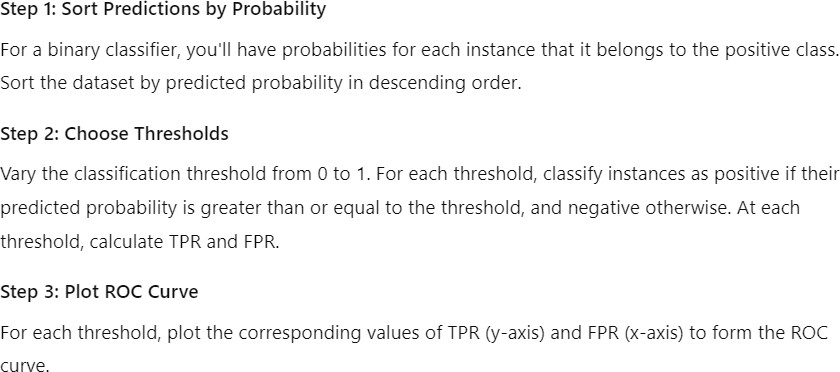 Step 1: Sort Predictions by Probability
For a binary classifier, you'll have probabilities for each instance that it belongs to the positive class.
Sort the dataset by predicted probability in descending order.
Step 2: Choose Thresholds
Vary the classification threshold from 0 to 1. For each threshold, classify instances as positive if their
predicted probability is greater than or equal to the threshold, and negative otherwise. At each
threshold, calculate TPR and FPR.
Step 3: Plot ROC Curve
For each threshold, plot the corresponding values of TPR (y-axis) and FPR (x-axis) to form the ROC
curve.